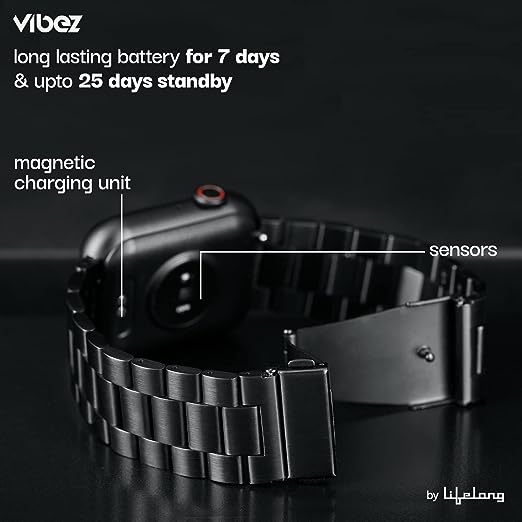 vibez
long lasting battery for 7 days
& upto 25 days standby
magnetic
charging unit
sensors
by lifelong